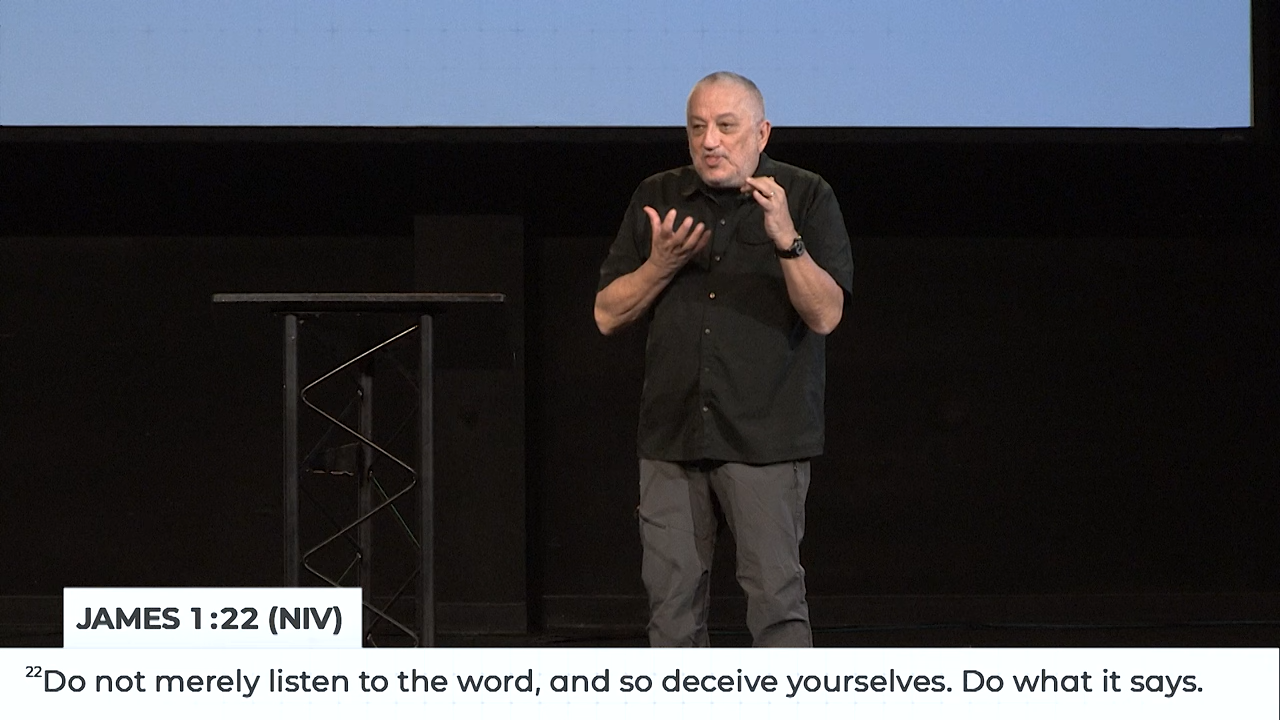 JAMES 1:22 (NIV)
²²Do not merely listen to the word, and so deceive yourselves. Do what it says.